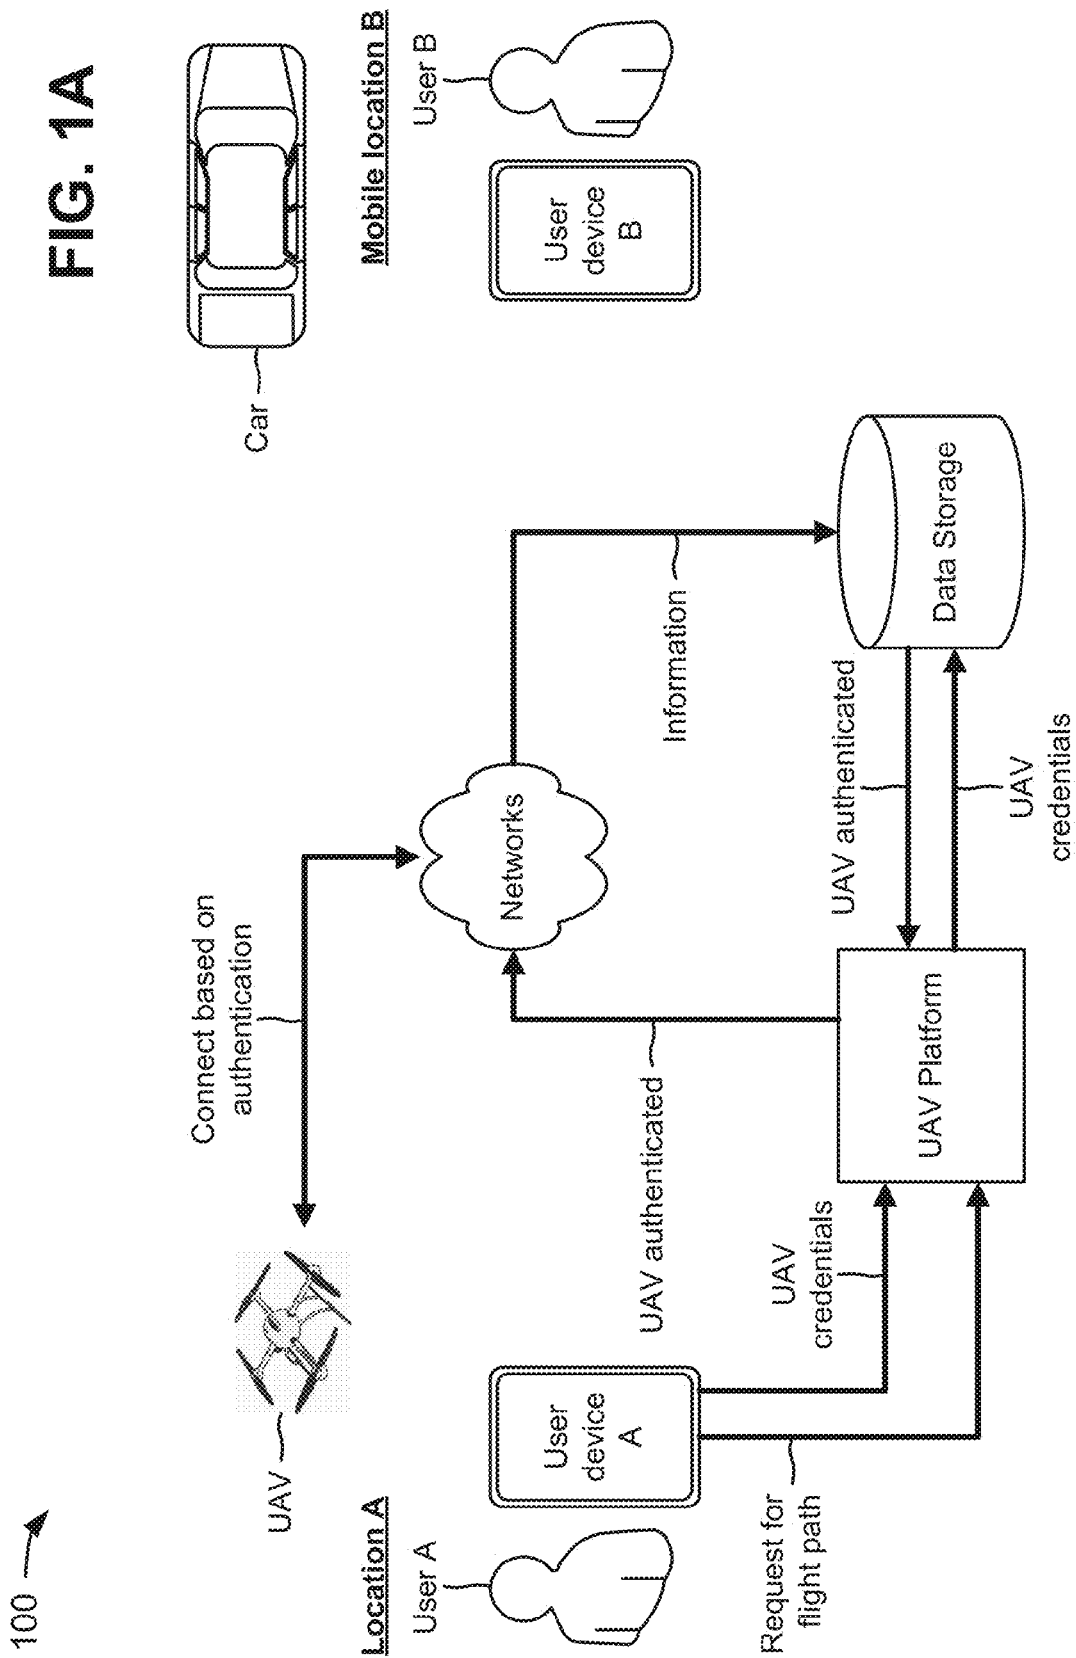 100
FIG. 1A
UAV
Connect based on
authentication
Car
Location A
User A
Mobile location B
User B
User
device
A
Networks
User
device
B
UAV authenticated
Information
Request for
flight path
UAV
credentials
UAV Platform
UAV authenticated
UAV
credentials
Data Storage